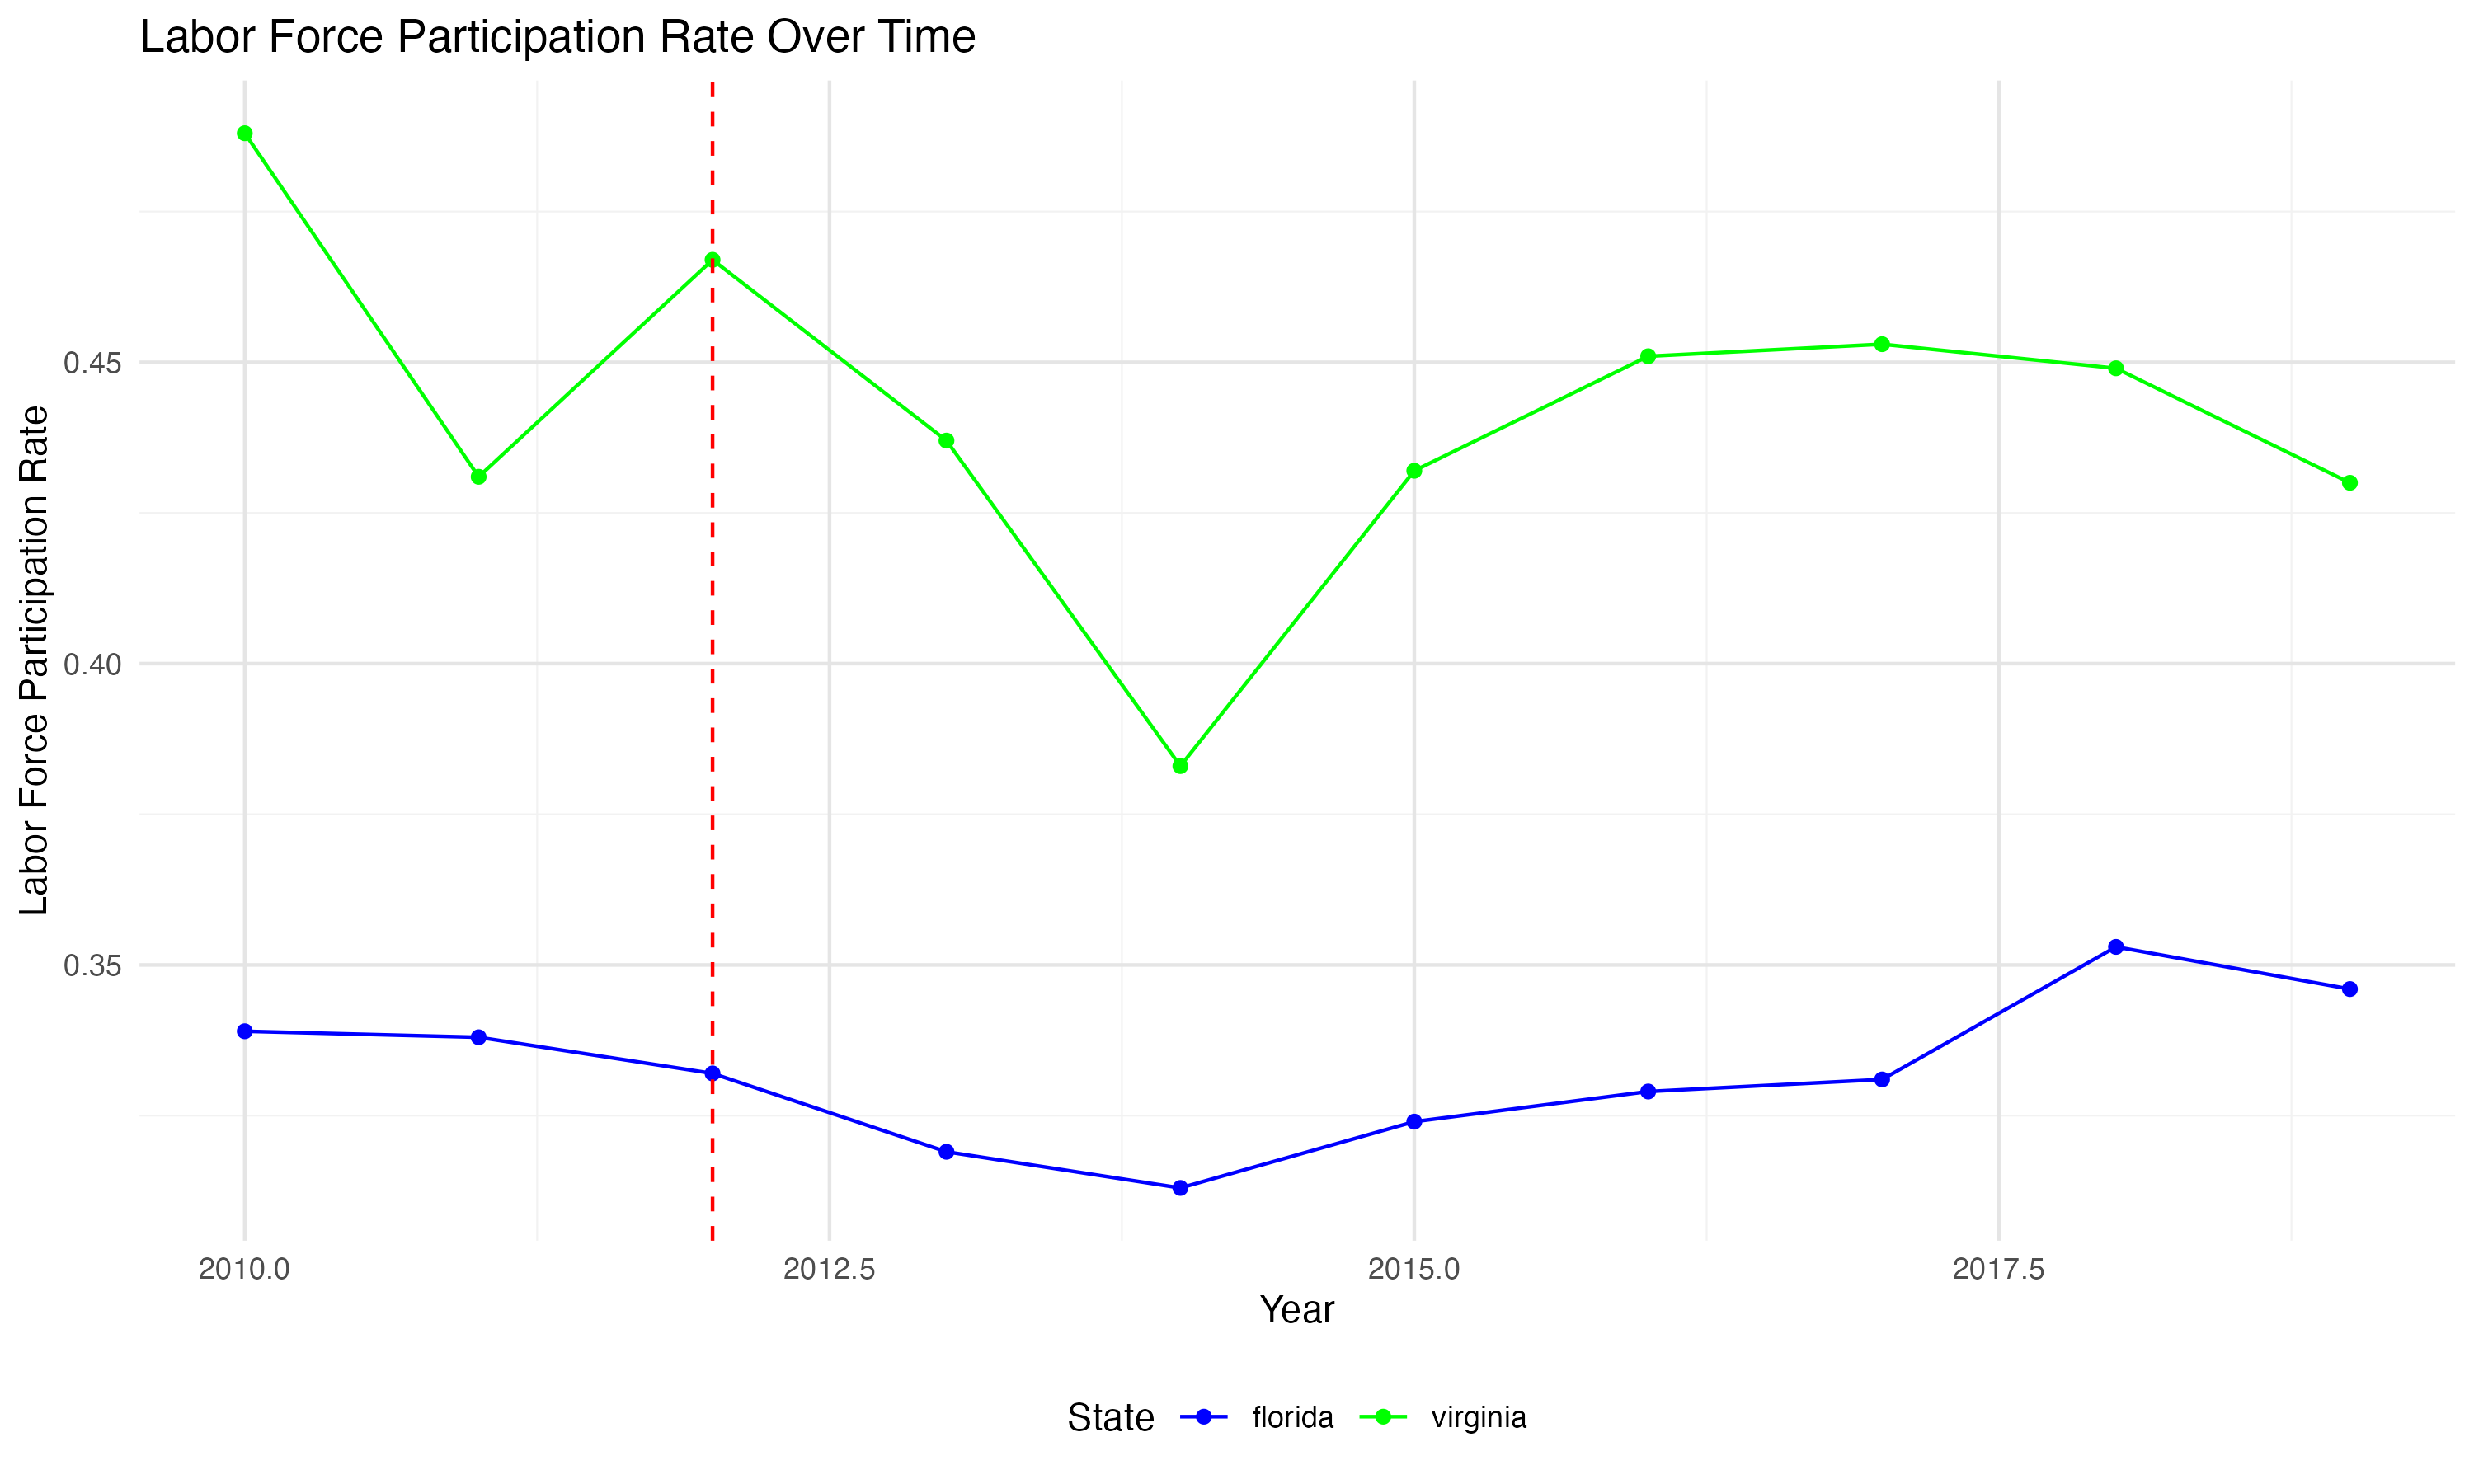 Labor Force Participation Rate Over Time
Labor Force Participation Rate
0.45
0.40
0.35
2010.0 2012.5 2015.0 2017.5
Year
State florida virginia